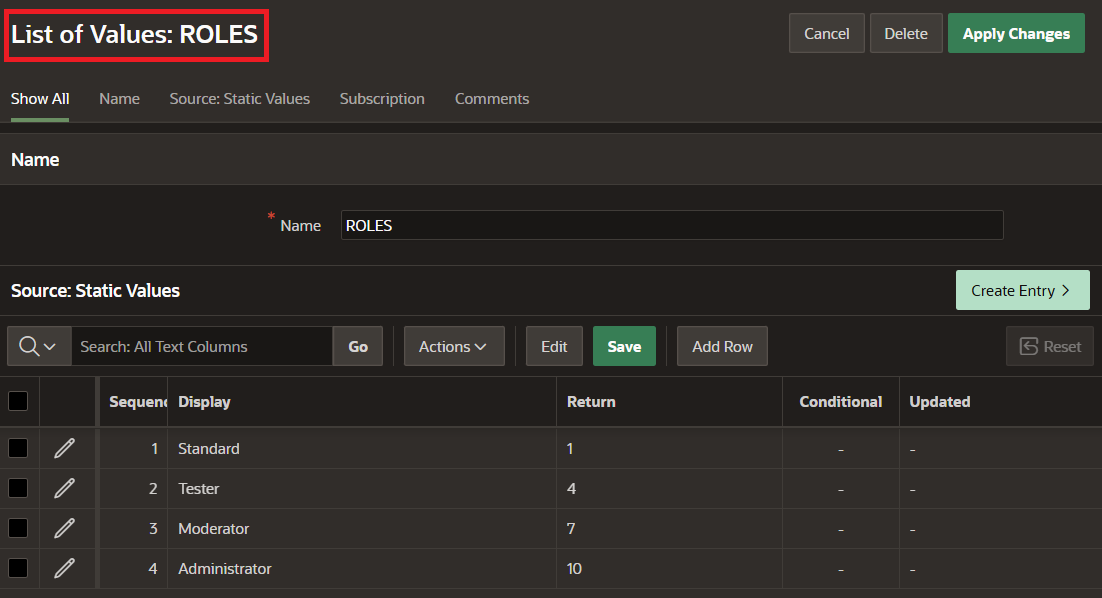 List of Values: ROLES
Cancel Delete Apply Changes
Show All Name Source: Static Values Subscription Comments
Name
* Name ROLES
Source: Static Values Create Entry >
Search: All Text Columns Go Actions Edit Save Add Row Reset
Sequenc Display Return Conditional Updated
1 Standard 1 - -
2 Tester 4 - -
3 Moderator 7 - -
4 Administrator 10 - -